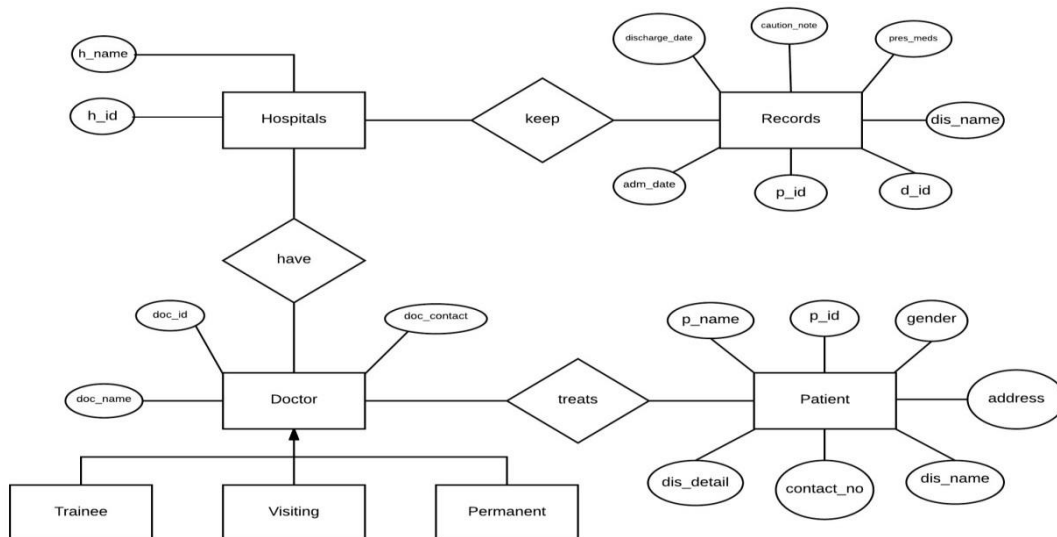 h_name
discharge_date
caution_note
pres_meds
h_id
Hospitals
keep
Records
dis_name
adm_date
p_id
d_id
have
doc_id
doc_contact
p_name
p_id
gender
doc_name
Doctor
treats
Patient
address
dis_detail
contact_no
dis_name
Trainee
Visiting
Permanent